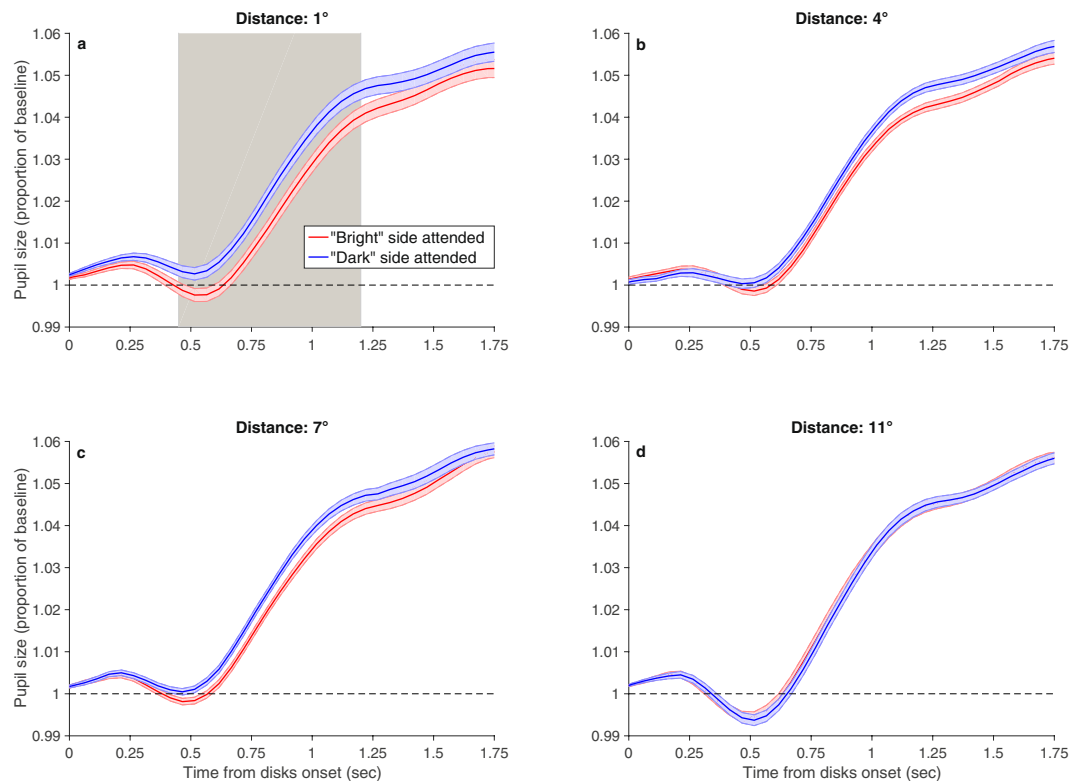 Distance: 1°
a
1.06
1.05
1.04
1.03
1.02
1.01
1
0.99
Pupil size (proportion of baseline)
"Bright" side attended
"Dark" side attended
0 0.25 0.5 0.75 1 1.25 1.5 1.75
Distance: 4°
b
1.06
1.05
1.04
1.03
1.02
1.01
1
0.99
0 0.25 0.5 0.75 1 1.25 1.5 1.75
Distance: 7°
c
1.06
1.05
1.04
1.03
1.02
1.01
1
0.99
Pupil size (proportion of baseline)
0 0.25 0.5 0.75 1 1.25 1.5 1.75
Time from disks onset (sec)
Distance: 11°
d
1.06
1.05
1.04
1.03
1.02
1.01
1
0.99
0 0.25 0.5 0.75 1 1.25 1.5 1.75
Time from disks onset (sec)